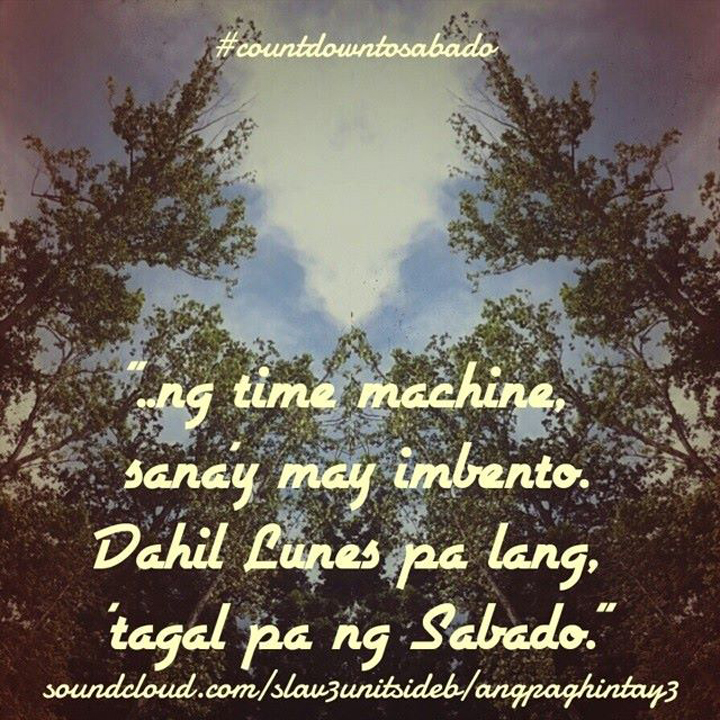 #countdowntosabado
"..ng time machine,
sana'y may imbento.
Dahil Lunes pa lang,
'tagal pa ng Sabado."
soundcloud.com/slav3unitsideb/angpaghintay3